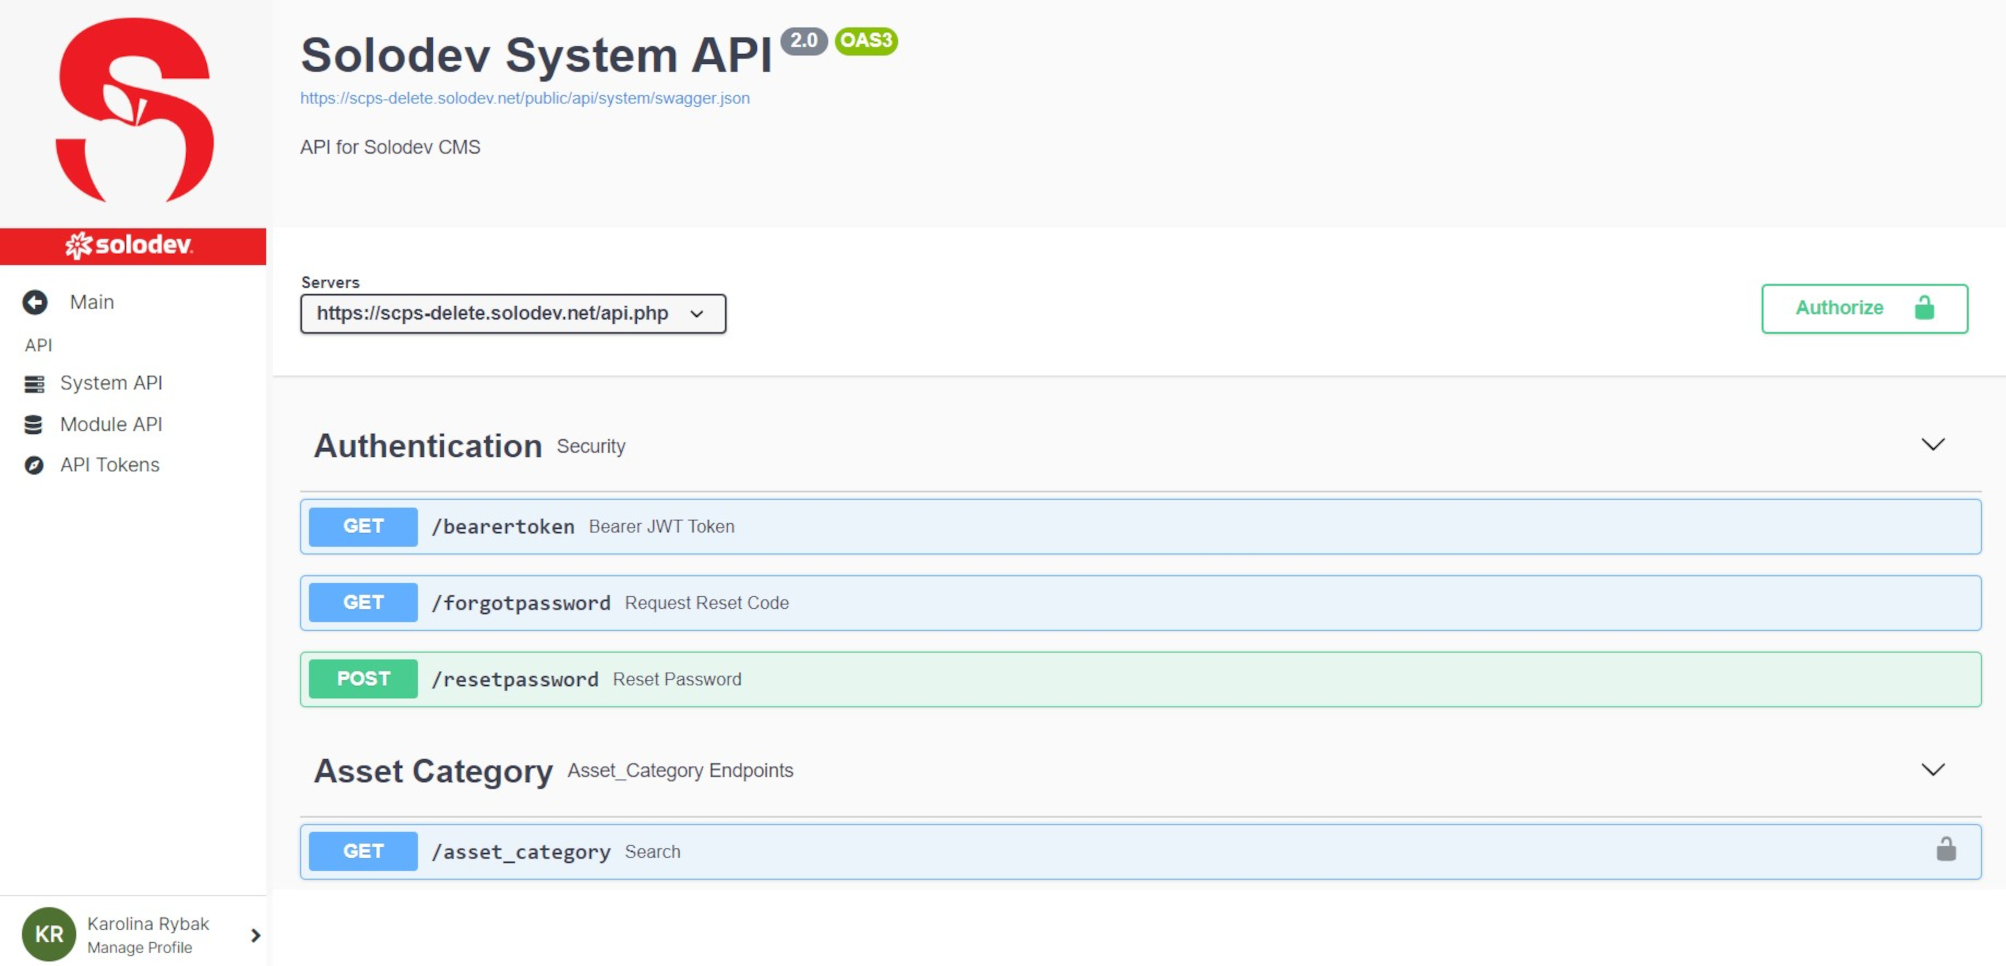 solodev
Main
API
System API
Module API
API Tokens
KR
Karolina Rybak
Manage Profile
Solodev System API 2.0 OAS3
https://scps-delete.solodev.net/public/api/system/swagger.json
API for Solodev CMS
Servers
https://scps-delete.solodev.net/api.php
Authorize
Authentication Security
GET /bearertoken Bearer JWT Token
GET /forgotpassword Request Reset Code
POST /resetpassword Reset Password
Asset Category Asset_Category Endpoints
GET /asset_category Search